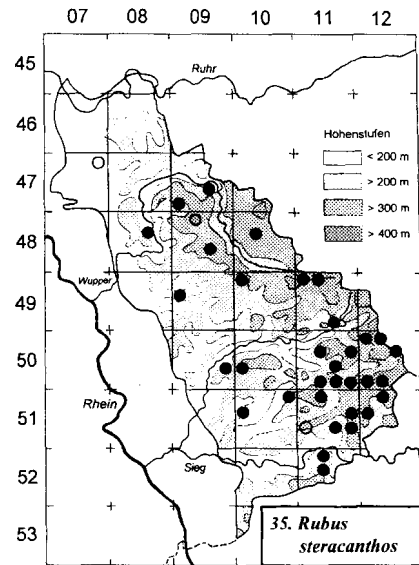 07 08 09 10 11 12
45
Ruhr
46
Höhenstufen
< 200 m
47
> 200 m
> 300 m
48
> 400 m
Wupper
49
50
Rhein
51
Sieg
52
35. Rubus
steracanthos
53